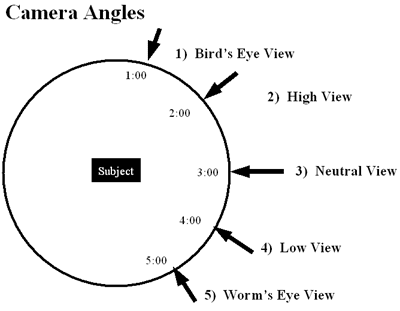 Camera Angles
1) Bird's Eye View
1:00
2) High View
2:00
Subject
3:00
3) Neutral View
4:00
4) Low View
5:00
5) Worm's Eye View